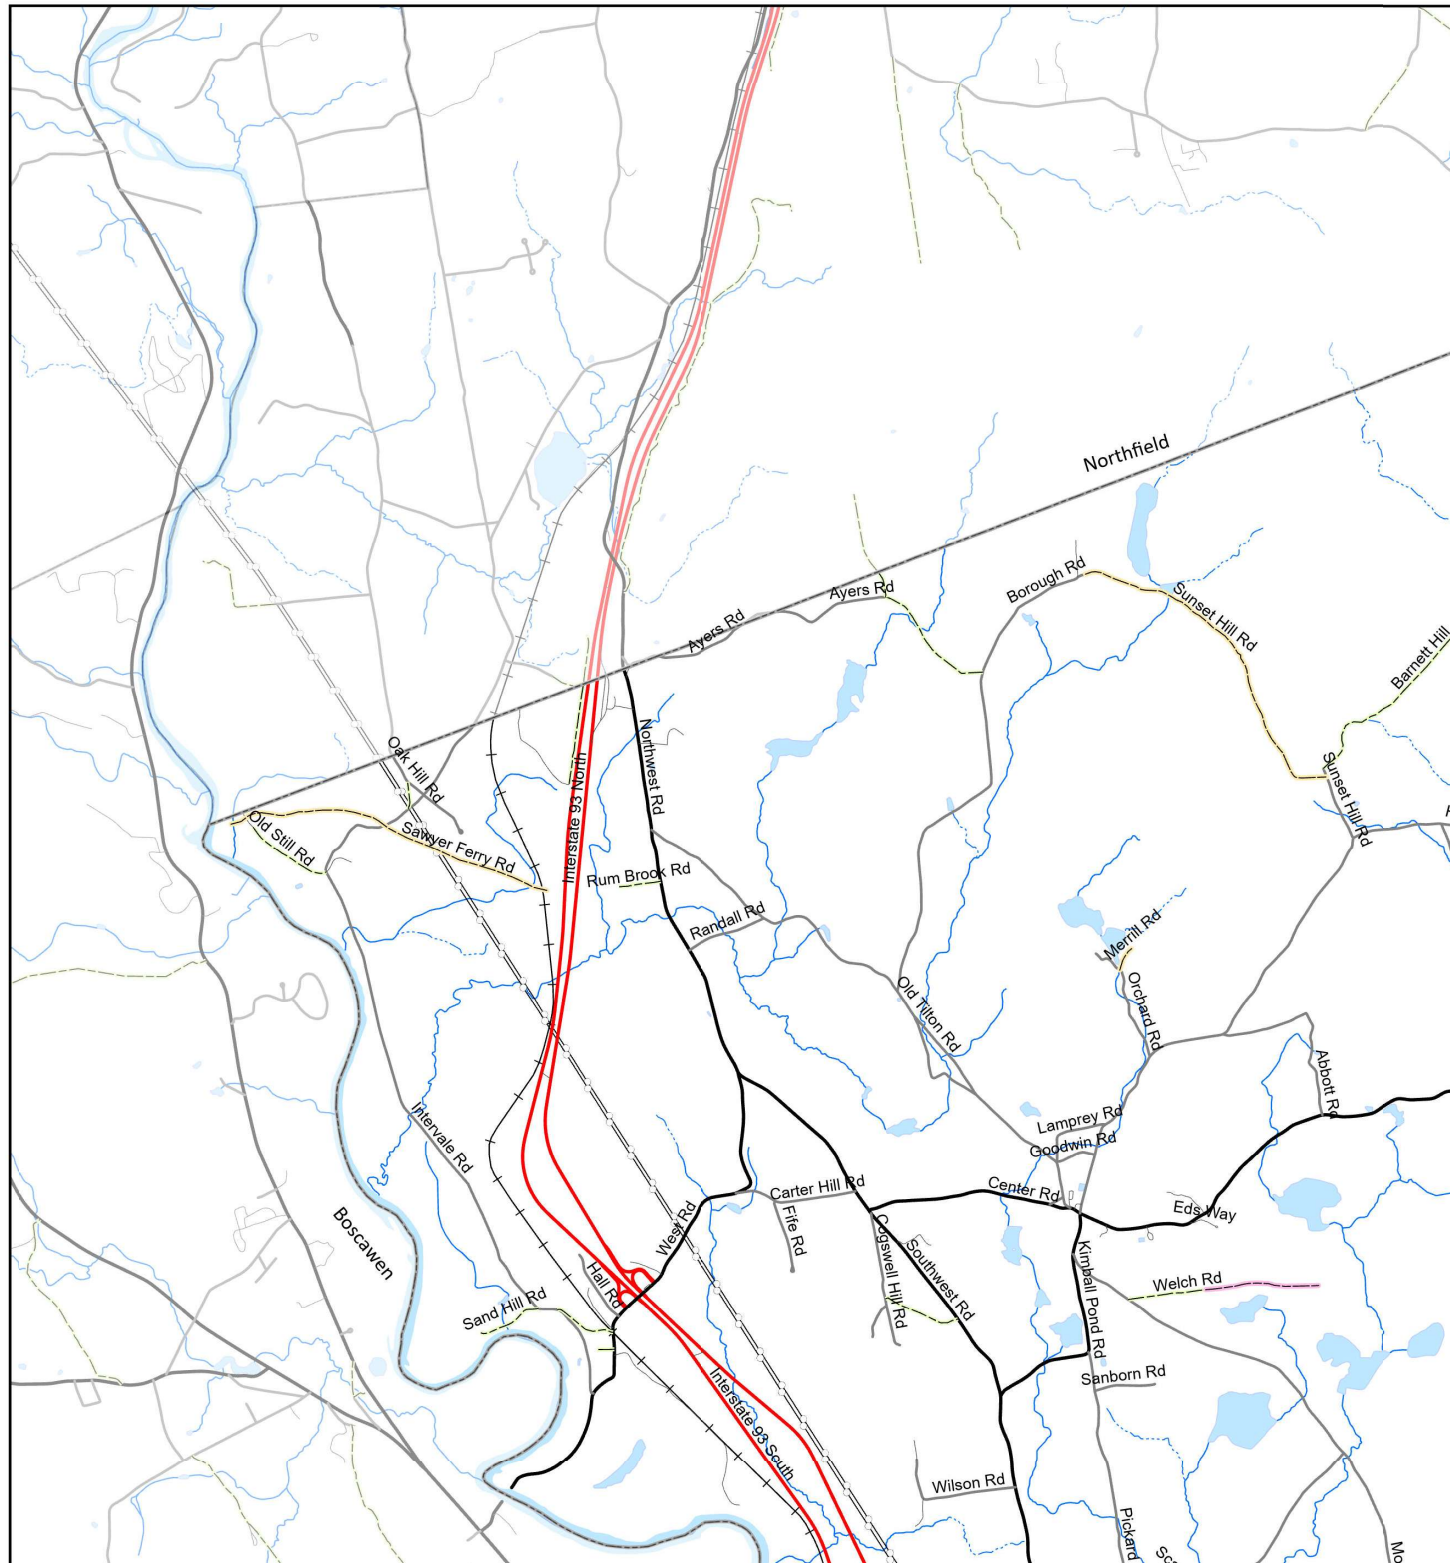 Northfield
Borough Rd
Ayers Rd
Ayers Rd
Sunset Hill Rd
Barnett Hill
Northwest Rd
Oak Hill Rd
Interstate 93 North
Sunset Hill Rd
Old Still Rd
Sawyer Ferry Rd
Rum Brook Rd
Randall Rd
Merrill Rd
Old Tilton Rd
Orchard Rd
Abbott Rd
Intervale Rd
Lamprey Rd
Goodwin Rd
Carter Hill Rd
Center Rd
Eds Way
West Rd
Fife Rd
Boscawen
Cogswell Hill Rd
Southwest Rd
Kimball Pond Rd
Hall Rd
Welch Rd
Sand Hill Rd
Sanborn Rd
Interstate 93 South
Wilson Rd
Pickard
Sc
Mo